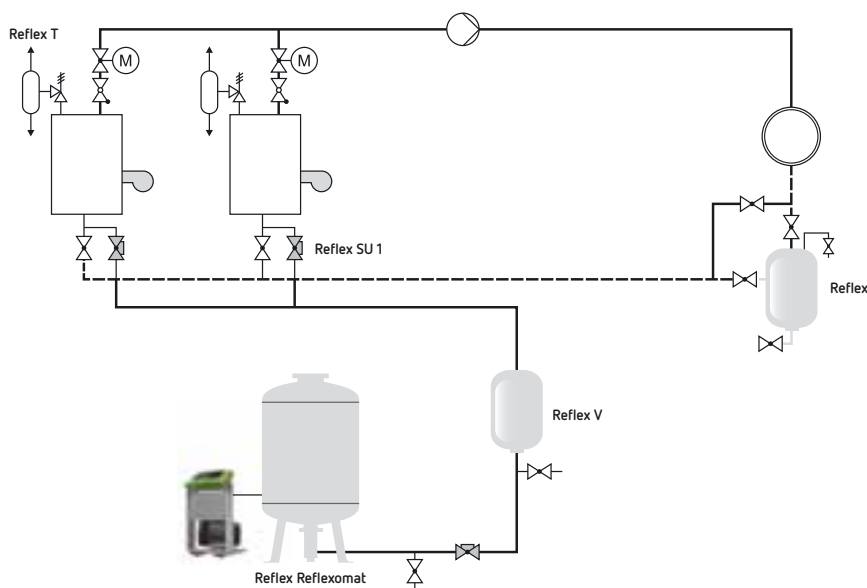 Reflex T
M
M
Reflex SU 1
Reflex
Reflex V
Reflex Reflexomat